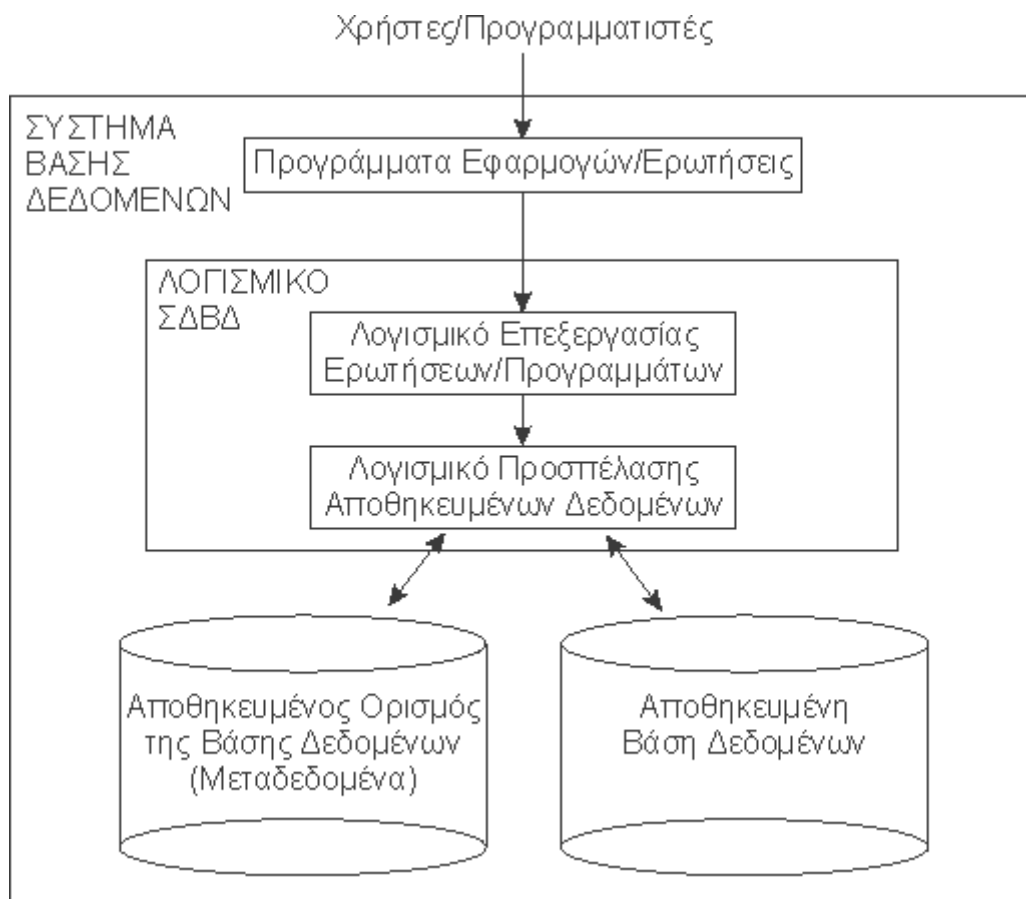 Χρήστες/Προγραμματιστές
ΣΥΣΤΗΜΑ
ΒΑΣΗΣ
ΔΕΔΟΜΕΝΩΝ
Προγράμματα Εφαρμογών/Ερωτήσεις
ΛΟΓΙΣΜΙΚΟ
ΣΔΒΔ
Λογισμικό Επεξεργασίας
Ερωτήσεων/Προγραμμάτων
Λογισμικό Προσπέλασης
Αποθηκευμένων Δεδομένων
Αποθηκευμένος Ορισμός
της Βάσης Δεδομένων
(Μεταδεδομένα)
Αποθηκευμένη
Βάση Δεδομένων